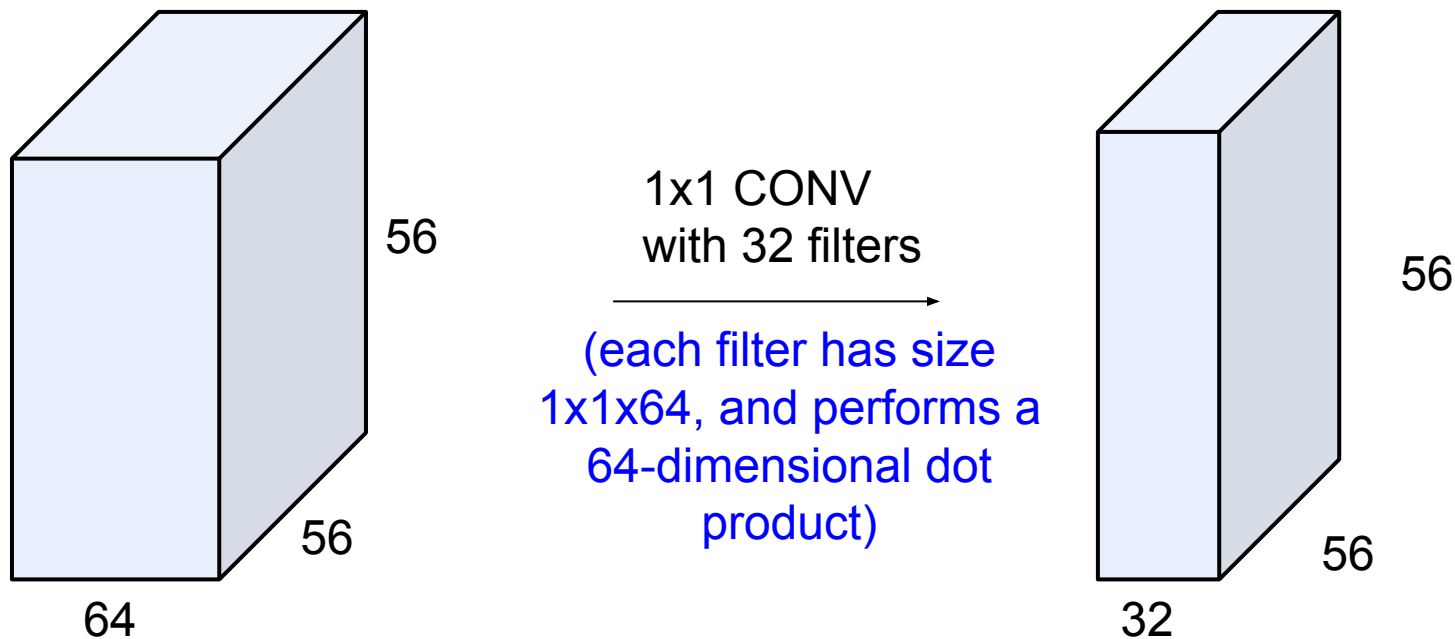 56
56
64
1x1 CONV
with 32 filters
(each filter has size
1x1x64, and performs a
64-dimensional dot
product)
56
56
32